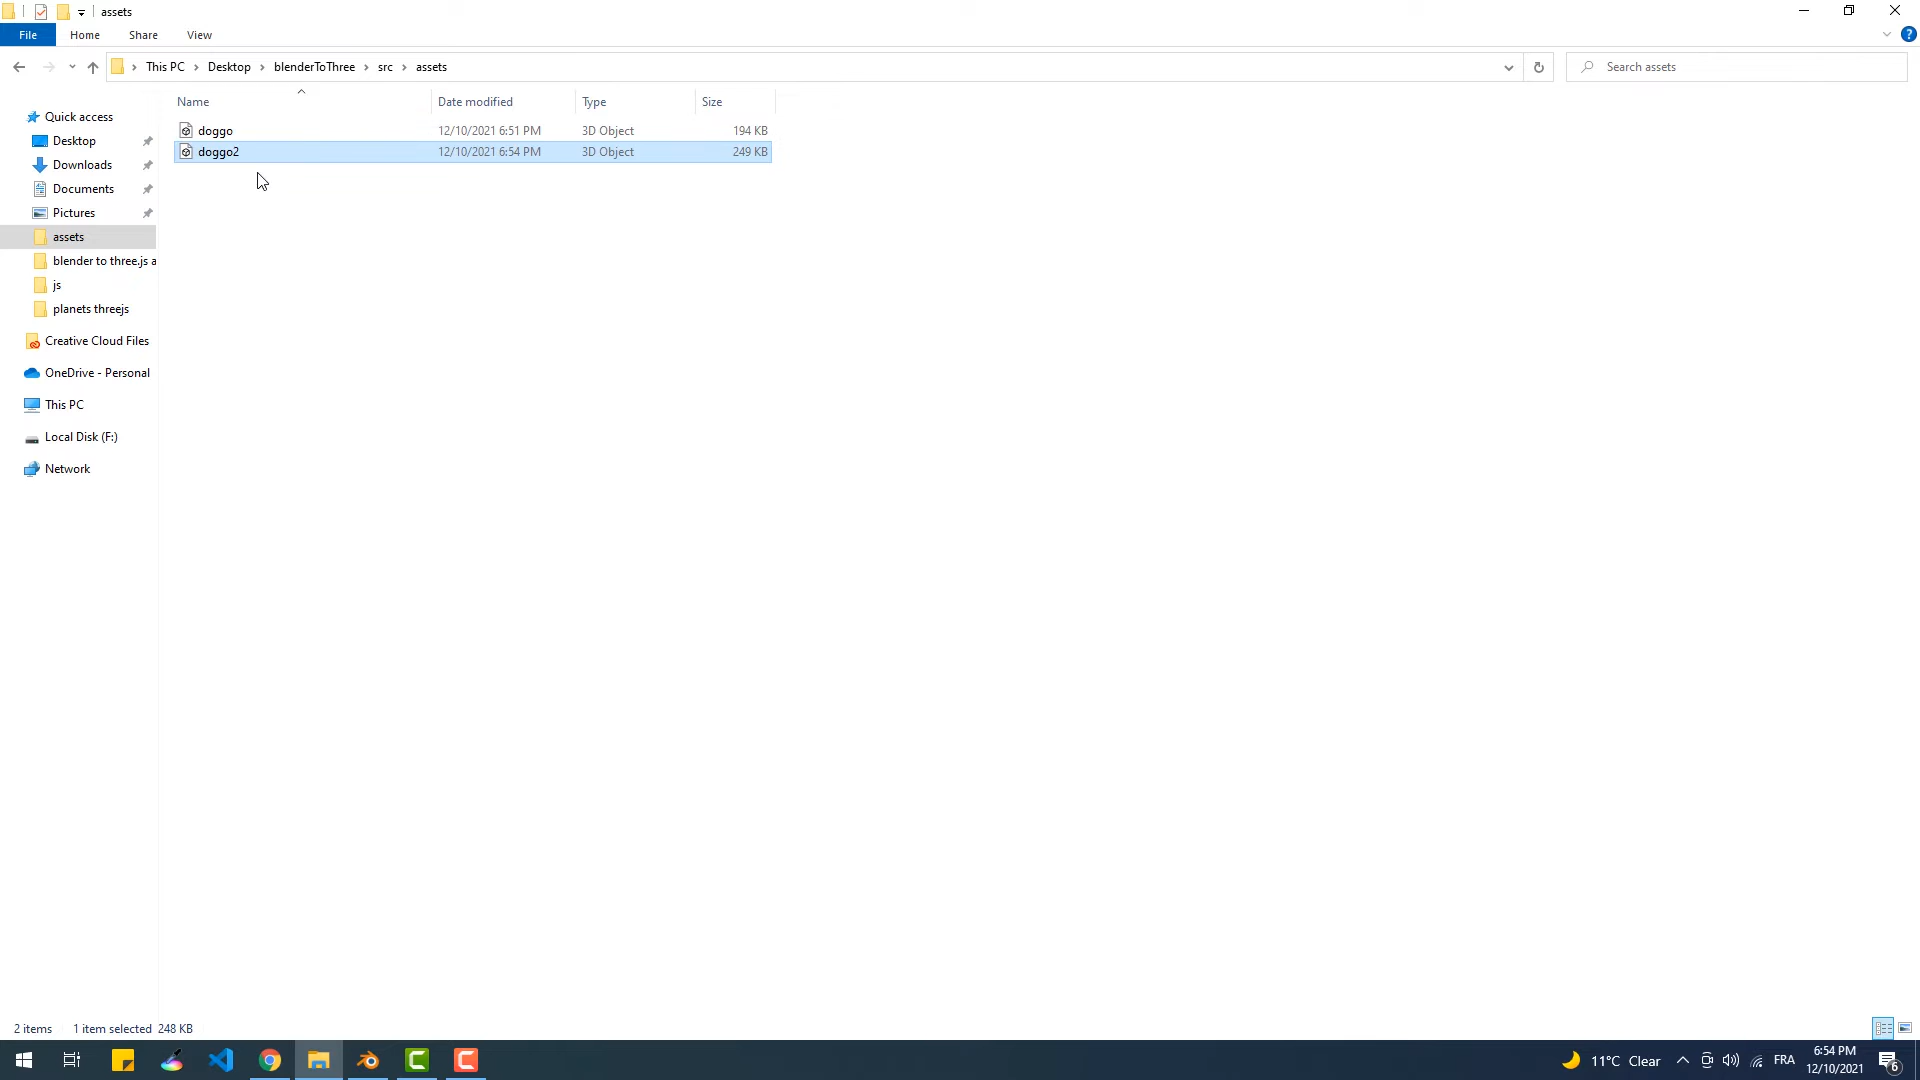 assets
File Home Share View
This PC Desktop blenderToThree src assets Search assets
Name Date modified Type Size
doggo 12/10/2021 6:51 PM 3D Object 194 KB
doggo2 12/10/2021 6:54 PM 3D Object 249 KB
Quick access
Desktop
Downloads
Documents
Pictures
assets
blender to three.js a
js
planets threejs
Creative Cloud Files
OneDrive - Personal
This PC
Local Disk (F:)
Network
2 items 1 item selected 248 KB
11°C Clear FRA 6:54 PM
12/10/2021 6